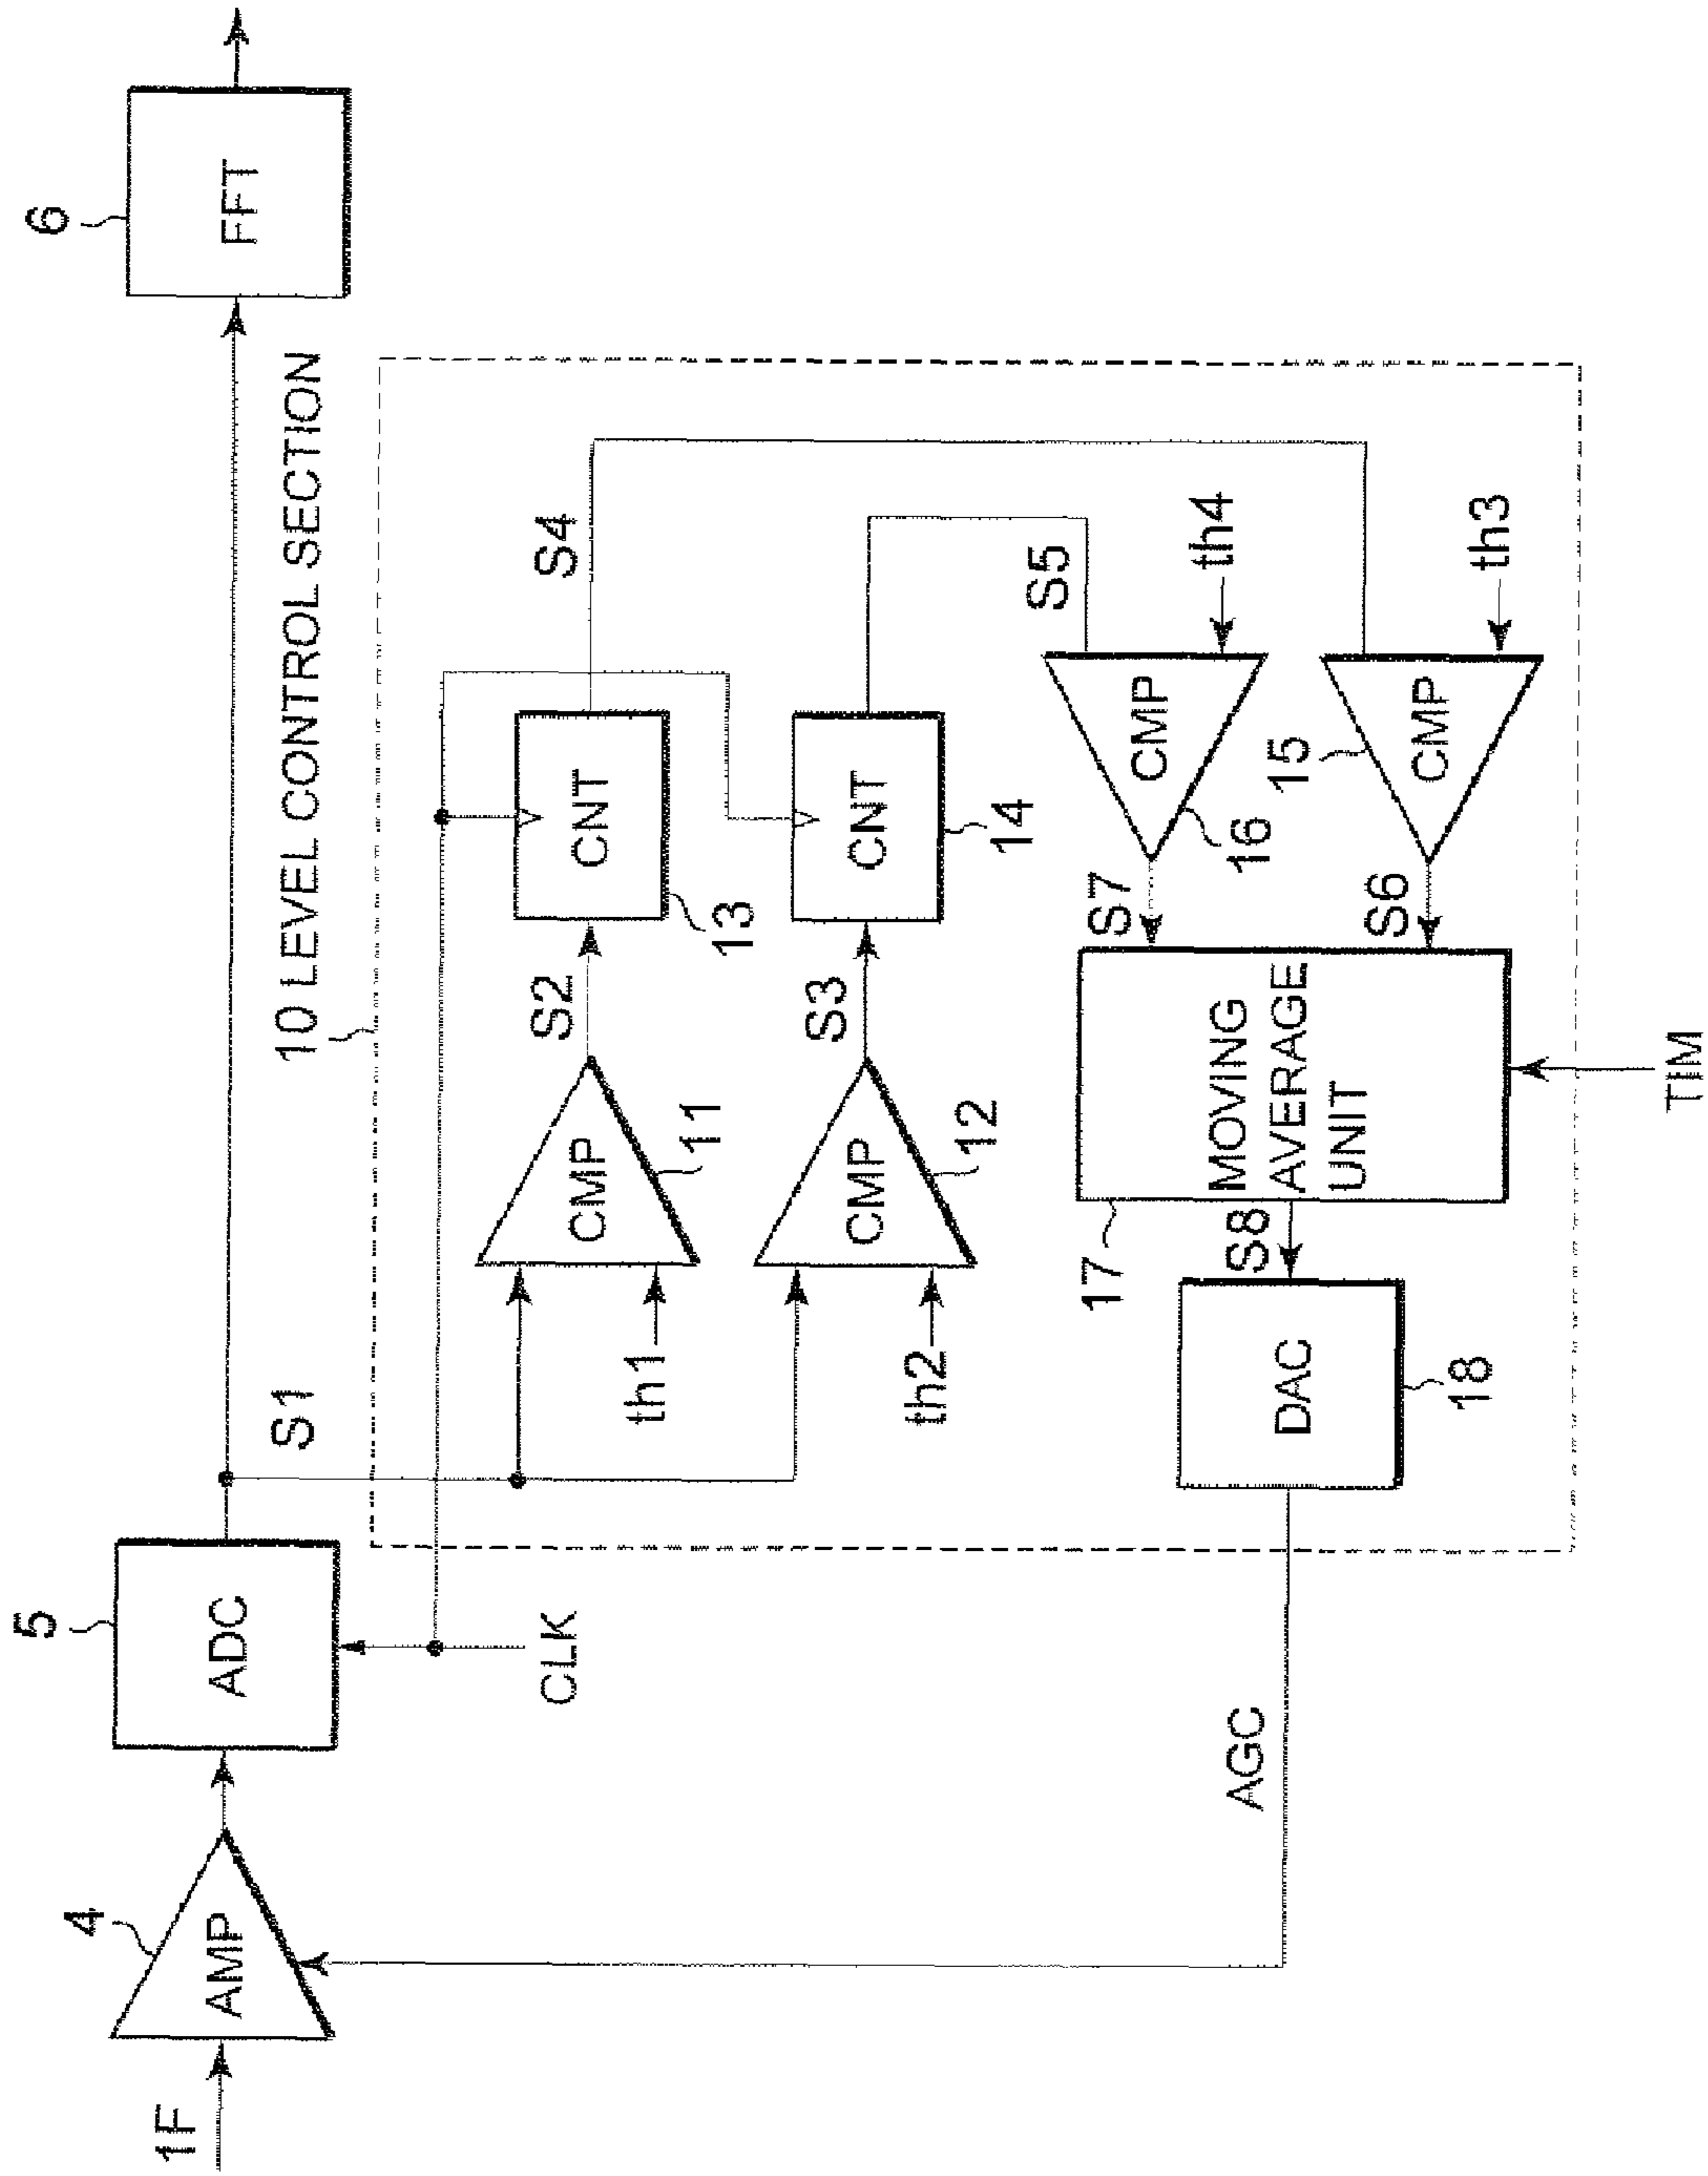 1F
4
AMP
5
ADC
S1
6
FFT
CLK
10 LEVEL CONTROL SECTION
th1
CMP
11
S2
CNT
13
S4
th2
CMP
12
S3
CNT
14
S5
AGC
DAC
18
S8
17
MOVING
AVERAGE
UNIT
S7
16
CMP
th4
S6
15
CMP
th3
TIM